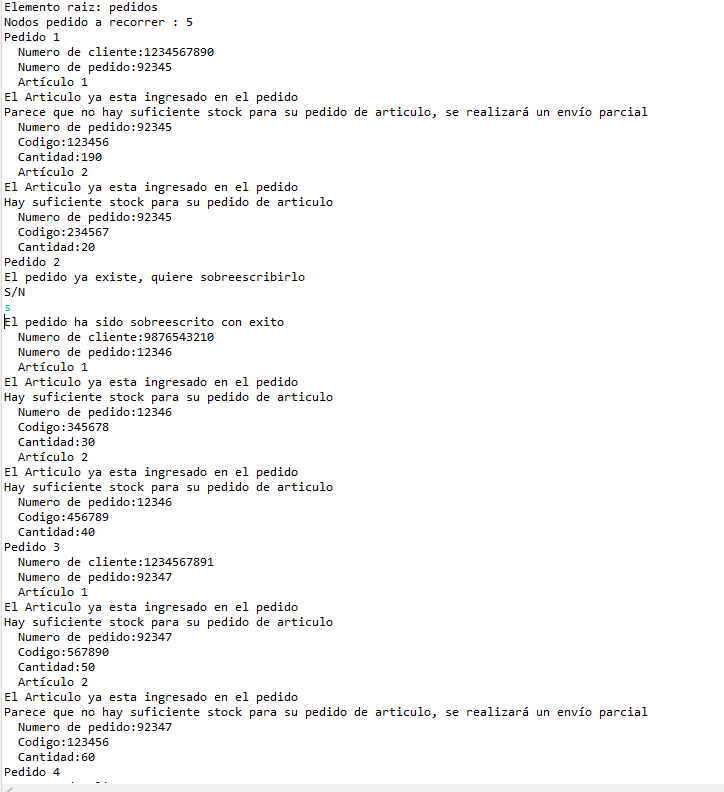 Elemento raiz: pedidos
Nodos pedido a recorrer : 5
Pedido 1
Numero de cliente:1234567890
Numero de pedido:92345
Artículo 1
El Articulo ya esta ingresado en el pedido
Parece que no hay suficiente stock para su pedido de articulo, se realizará un envío parcial
Numero de pedido:92345
Codigo:123456
Cantidad:190
Artículo 2
El Articulo ya esta ingresado en el pedido
Hay suficiente stock para su pedido de articulo
Numero de pedido:92345
Codigo:234567
Cantidad:20
Pedido 2
El pedido ya existe, quiere sobreescribirlo
S/N
s
El pedido ha sido sobreescrito con exito
Numero de cliente:9876543210
Numero de pedido:12346
Artículo 1
El Articulo ya esta ingresado en el pedido
Hay suficiente stock para su pedido de articulo
Numero de pedido:12346
Codigo:345678
Cantidad:30
Artículo 2
El Articulo ya esta ingresado en el pedido
Hay suficiente stock para su pedido de articulo
Numero de pedido:12346
Codigo:456789
Cantidad:40
Pedido 3
Numero de cliente:1234567891
Numero de pedido:92347
Artículo 1
El Articulo ya esta ingresado en el pedido
Hay suficiente stock para su pedido de articulo
Numero de pedido:92347
Codigo:567890
Cantidad:50
Artículo 2
El Articulo ya esta ingresado en el pedido
Parece que no hay suficiente stock para su pedido de articulo, se realizará un envío parcial
Numero de pedido:92347
Codigo:123456
Cantidad:60
Pedido 4